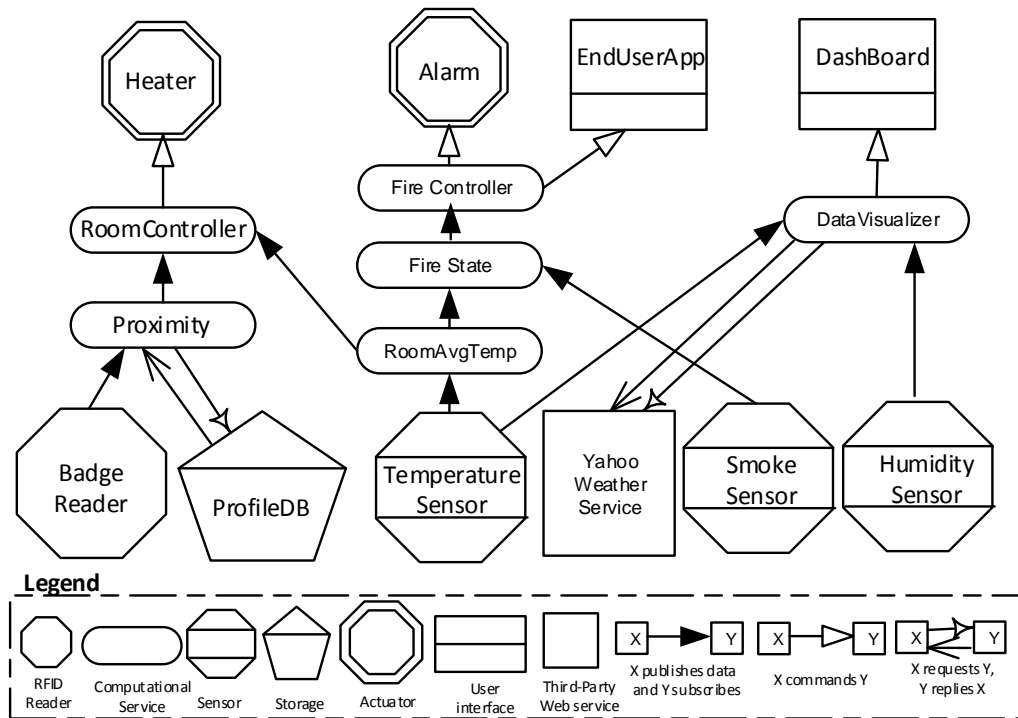 Heater
Alarm
EndUserApp
DashBoard
Fire Controller
RoomController
DataVisualizer
Fire State
Proximity
RoomAvgTemp
Badge
Reader
ProfileDB
Temperature
Sensor
Yahoo
Weather
Service
Smoke
Sensor
Humidity
Sensor
Legend
RFID
Reader
Computational
Service
Sensor
Storage
Actuator
User
interface
Third-Party
Web service
X
Y
X publishes data
and Y subscribes
X
Y
X commands Y
X
Y
X requests Y,
Y replies X